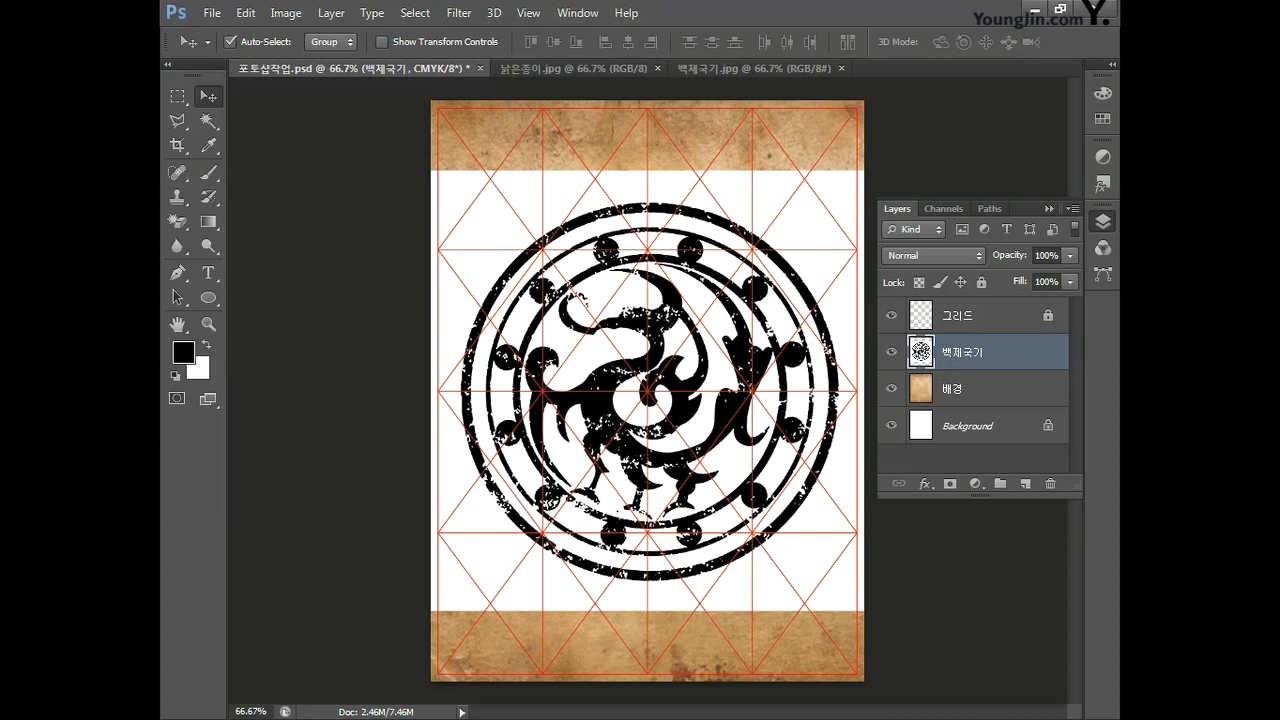 Ps File Edit Image Layer Type Select Filter 3D View Window Help
YoungJin.com Y.
Auto-Select: Group Show Transform Controls 3D Mode:
포토샵작업.psd @ 66.7% (백제국기, CMYK/8*) * × 낡은종이.jpg @ 66.7% (RGB/8) × 백제국기.jpg @ 66.7% (RGB/8#) ×
Layers Channels Paths
Kind
Normal Opacity: 100%
Lock: Fill: 100%
그리드
백제국기
배경
Background
fx
66.67% Doc: 2.46M/7.46M